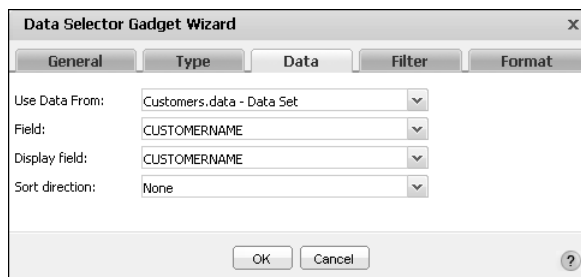 Data Selector Gadget Wizard x
General Type Data Filter Format
Use Data From: Customers.data - Data Set
Field: CUSTOMERNAME
Display field: CUSTOMERNAME
Sort direction: None
OK Cancel ?